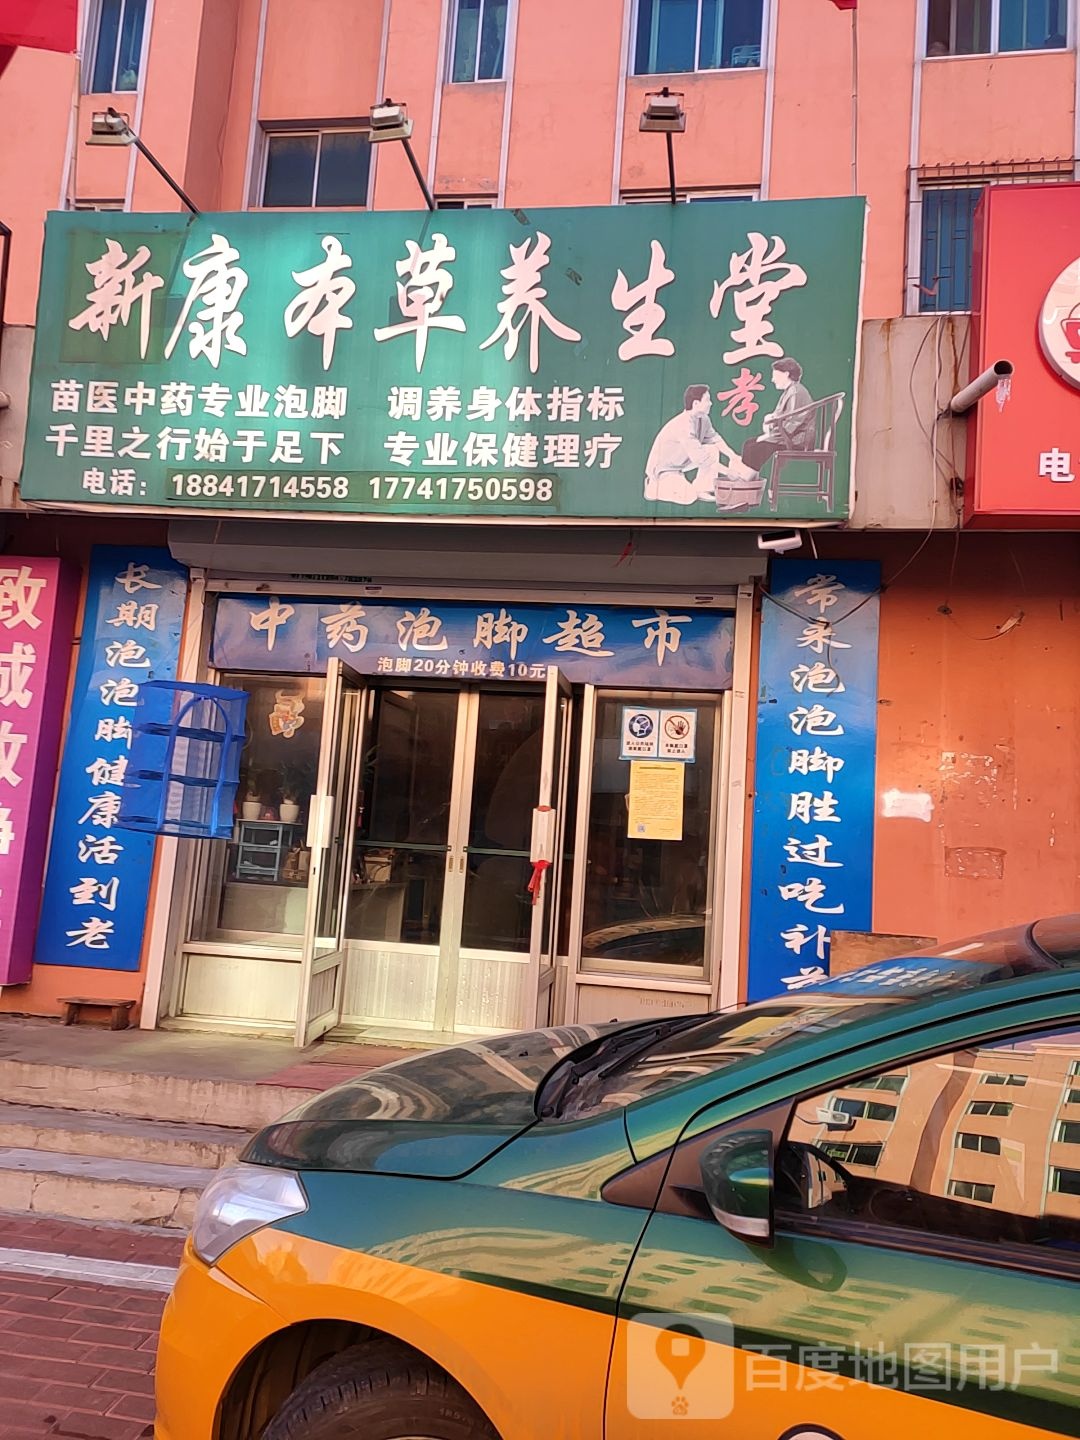 新康本草养生堂
苗医中药专业泡脚 调养身体指标
千里之行始于足下 专业保健理疗
孝
电话: 18841714558 17741750598
中药泡脚超市
泡脚20分钟收费10元
长期泡泡脚健康活到老
常来泡泡脚胜过吃补药
致诚
电
百度地图用户